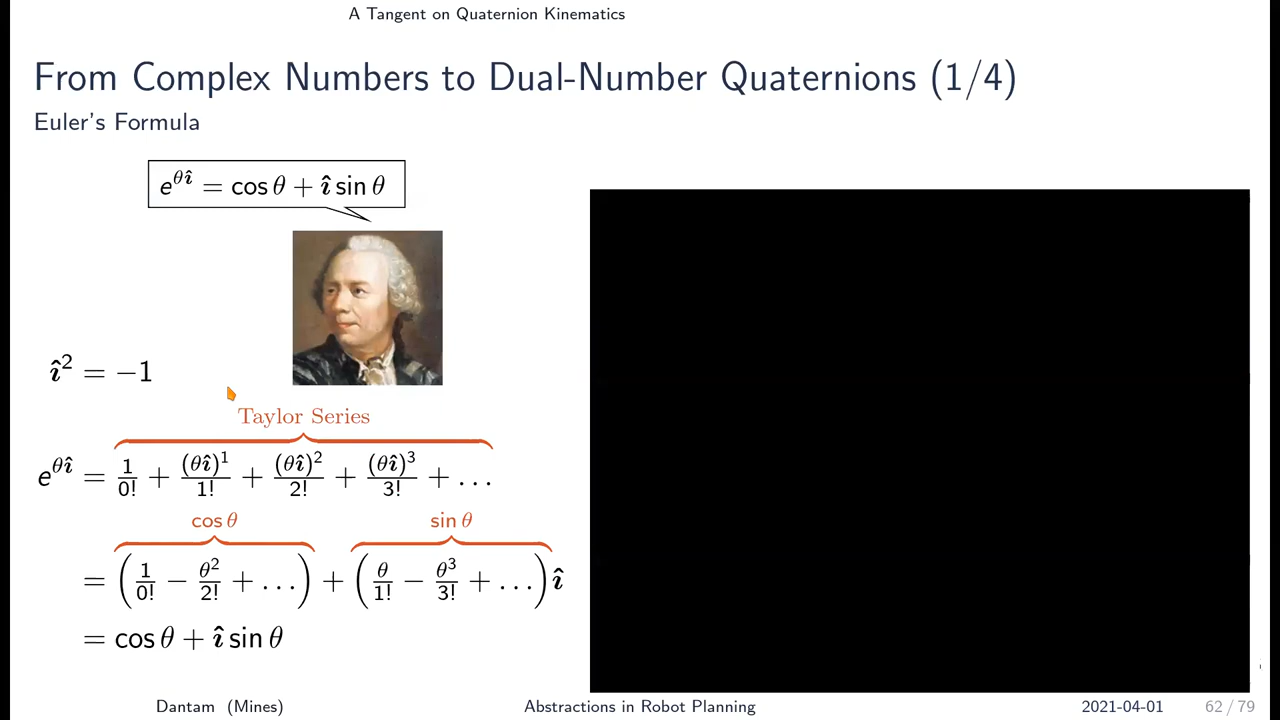 A Tangent on Quaternion Kinematics
From Complex Numbers to Dual-Number Quaternions (1/4)
Euler's Formula
e^{θî} = cos θ + î sin θ
î² = −1
Taylor Series
e^{θî} = 1/0! + (θî)¹/1! + (θî)²/2! + (θî)³/3! + …
cos θ sin θ
= (1/0! − θ²/2! + …) + (θ/1! − θ³/3! + …) î
= cos θ + î sin θ
Dantam (Mines) Abstractions in Robot Planning 2021-04-01 62 / 79